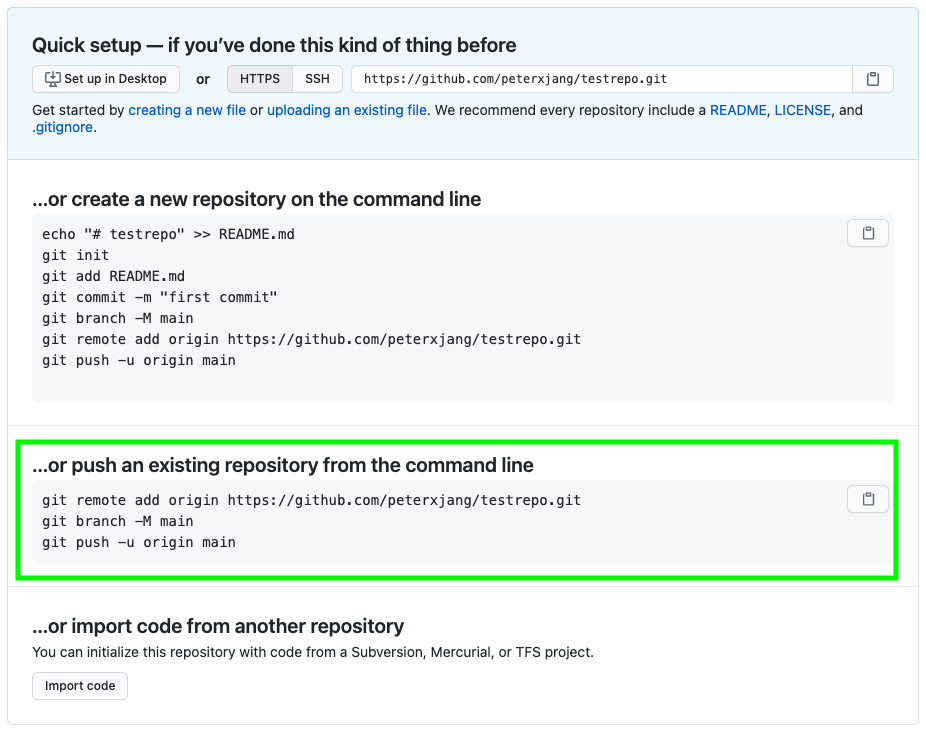 Quick setup — if you’ve done this kind of thing before
Set up in Desktop or HTTPS SSH https://github.com/peterxjang/testrepo.git
Get started by creating a new file or uploading an existing file. We recommend every repository include a README, LICENSE, and
.gitignore.
...or create a new repository on the command line
echo "# testrepo" >> README.md
git init
git add README.md
git commit -m "first commit"
git branch -M main
git remote add origin https://github.com/peterxjang/testrepo.git
git push -u origin main
...or push an existing repository from the command line
git remote add origin https://github.com/peterxjang/testrepo.git
git branch -M main
git push -u origin main
...or import code from another repository
You can initialize this repository with code from a Subversion, Mercurial, or TFS project.
Import code